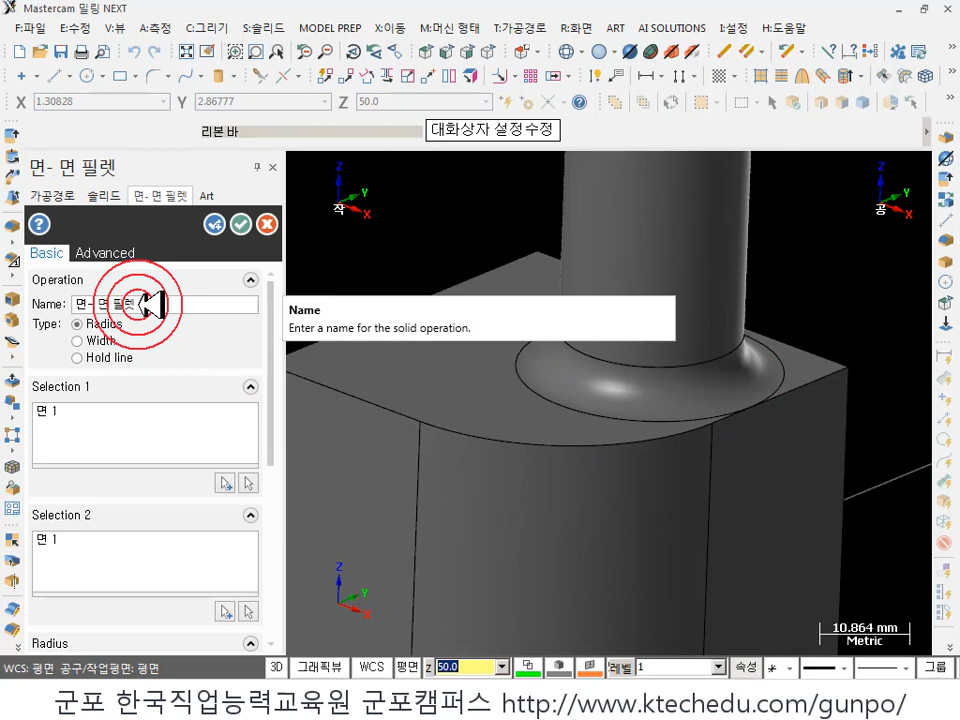 Mastercam 밀링 NEXT
F:파일 E:수정 V:뷰 A:측정 C:그리기 S:솔리드 MODEL PREP X:이동 M:머신 형태 T:가공경로 R:화면 ART AI SOLUTIONS I:설정 H:도움말
X 1.30828 Y 2.86777 Z 50.0
리본 바 대화상자 설정수정
면- 면 필렛
가공경로 솔리드 면- 면 필렛 Art
Basic Advanced
Operation
Name: 면- 면 필렛
Type: Radius
Width
Hold line
Selection 1
면 1
Selection 2
면 1
Radius
Name
Enter a name for the solid operation.
Z
Y
X
작
Z
Y
X
공
Z
Y
X
10.864 mm
Metric
WCS: 평면 공구/작업평면: 평면 3D 그래픽뷰 WCS 평면 Z 50.0 레벨 1 속성 그룹
군포 한국직업능력교육원 군포캠퍼스 http://www.ktechedu.com/gunpo/